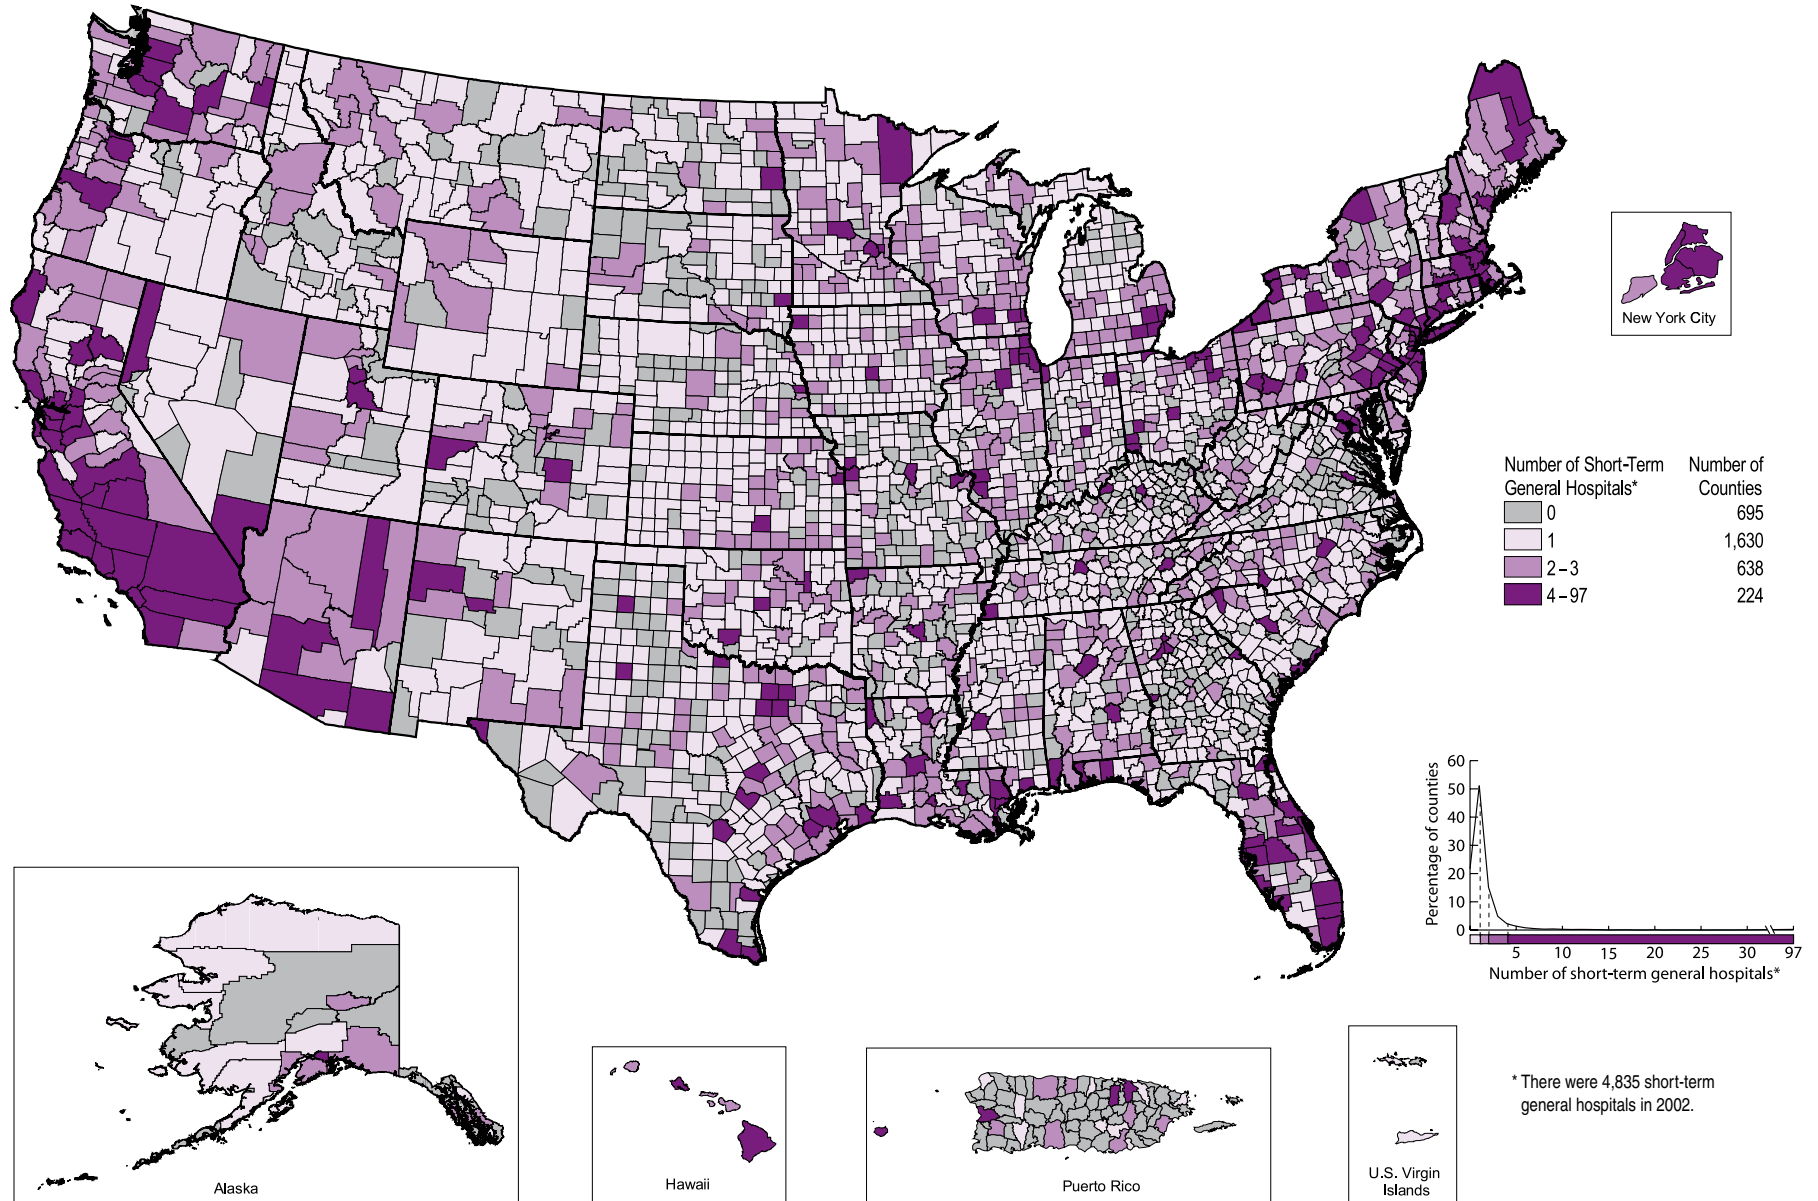 New York City
Number of Short-Term Number of
General Hospitals* Counties
0 695
1 1,630
2–3 638
4–97 224
Percentage of counties
60
50
40
30
20
10
0
5 10 15 20 25 30 97
Number of short-term general hospitals*
* There were 4,835 short-term
general hospitals in 2002.
Alaska
Hawaii
Puerto Rico
U.S. Virgin
Islands